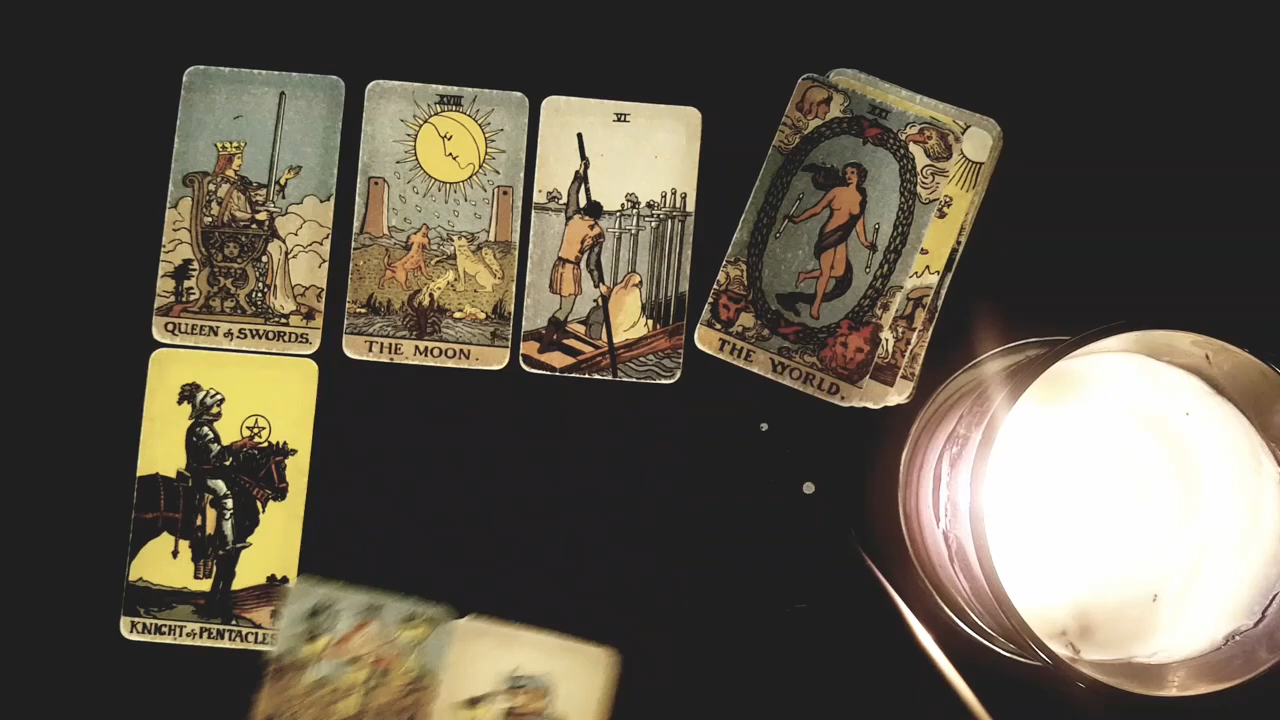 QUEEN of SWORDS.
XVIII
THE MOON.
VI
XXI
THE WORLD.
KNIGHT of PENTACLES